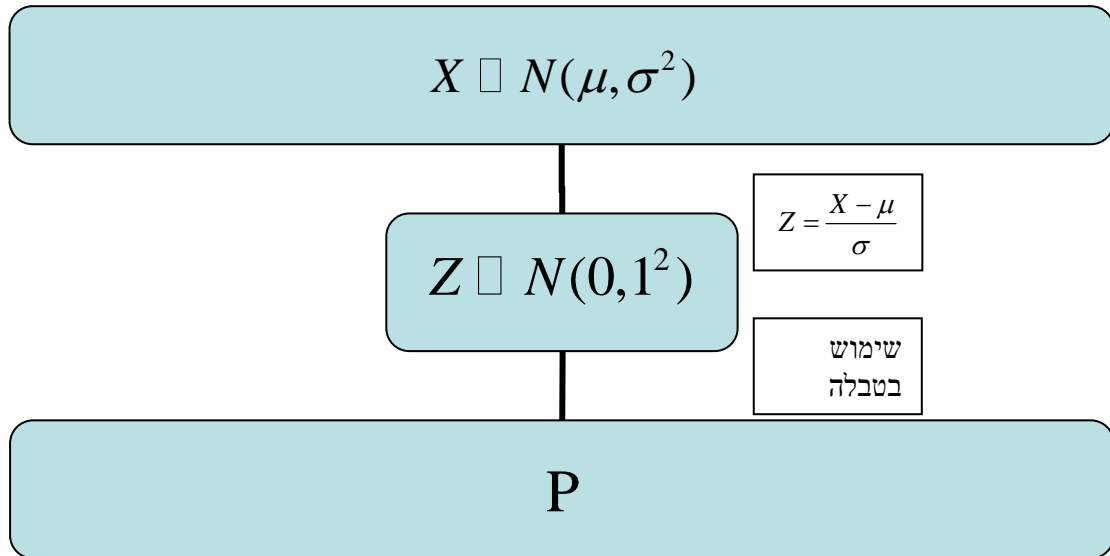 X □ N(μ,σ²)
Z = (X − μ)/σ
Z □ N(0,1²)
שימוש
בטבלה
P